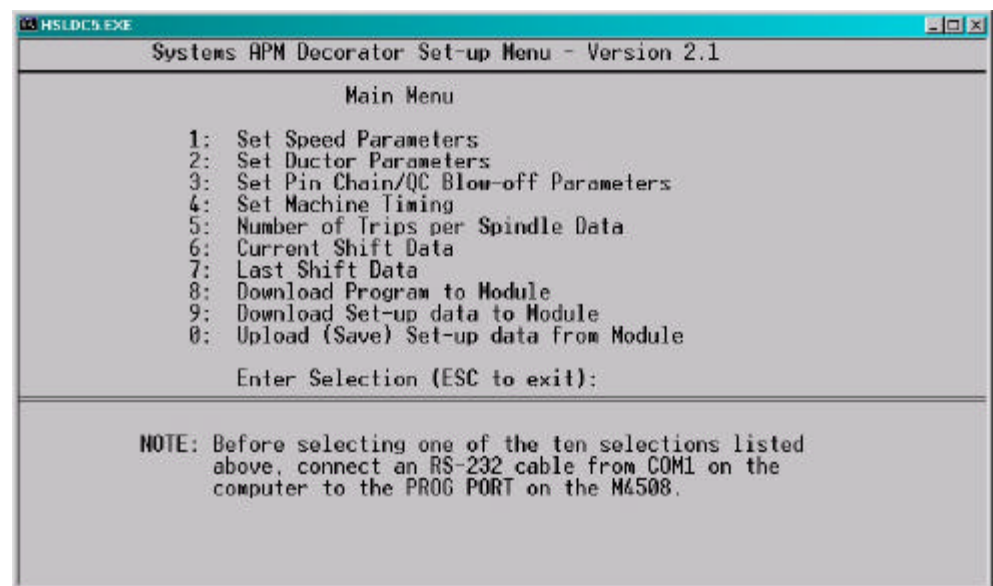 HSLDC5.EXE
Systems APM Decorator Set-up Menu - Version 2.1
Main Menu
1: Set Speed Parameters
2: Set Ductor Parameters
3: Set Pin Chain/QC Blow-off Parameters
4: Set Machine Timing
5: Number of Trips per Spindle Data
6: Current Shift Data
7: Last Shift Data
8: Download Program to Module
9: Download Set-up data to Module
0: Upload (Save) Set-up data from Module
Enter Selection (ESC to exit):
NOTE: Before selecting one of the ten selections listed
above, connect an RS-232 cable from COM1 on the
computer to the PROG PORT on the M4508.